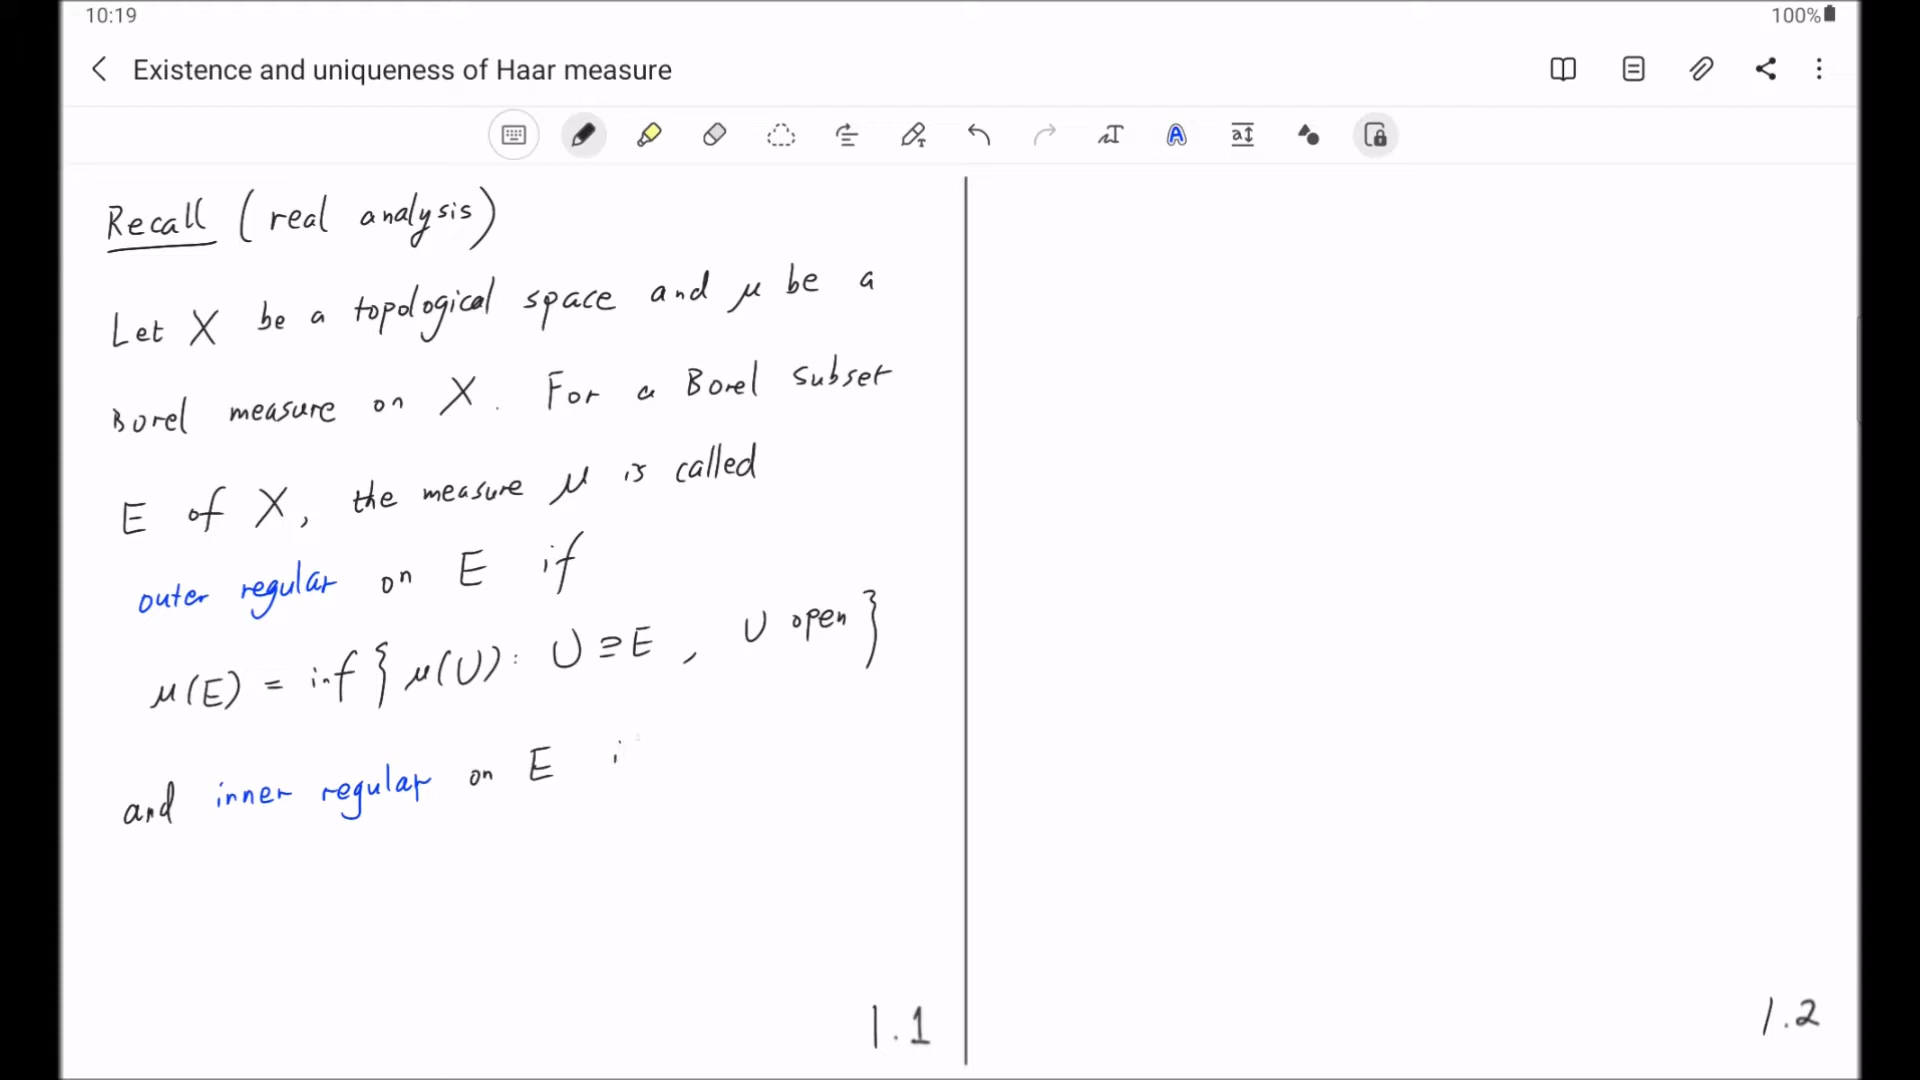 10:19
100%
Existence and uniqueness of Haar measure
Recall (real analysis)
Let X be a topological space and μ be a
Borel measure on X. For a Borel subset
E of X, the measure μ is called
outer regular on E if
μ(E) = inf { μ(U): U ⊇ E, U open }
and inner regular on E i
1.1
1.2